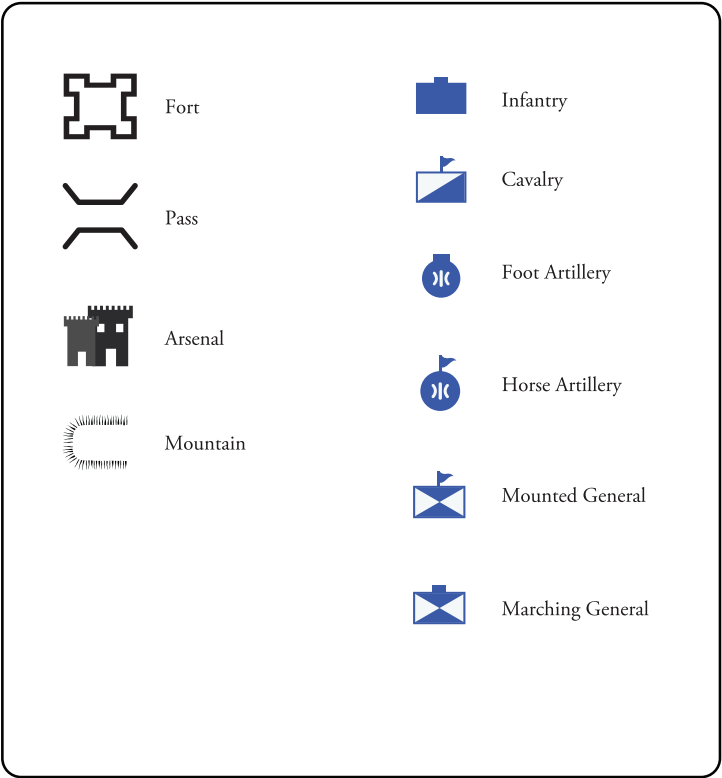 Fort
Pass
Arsenal
Mountain
Infantry
Cavalry
Foot Artillery
Horse Artillery
Mounted General
Marching General